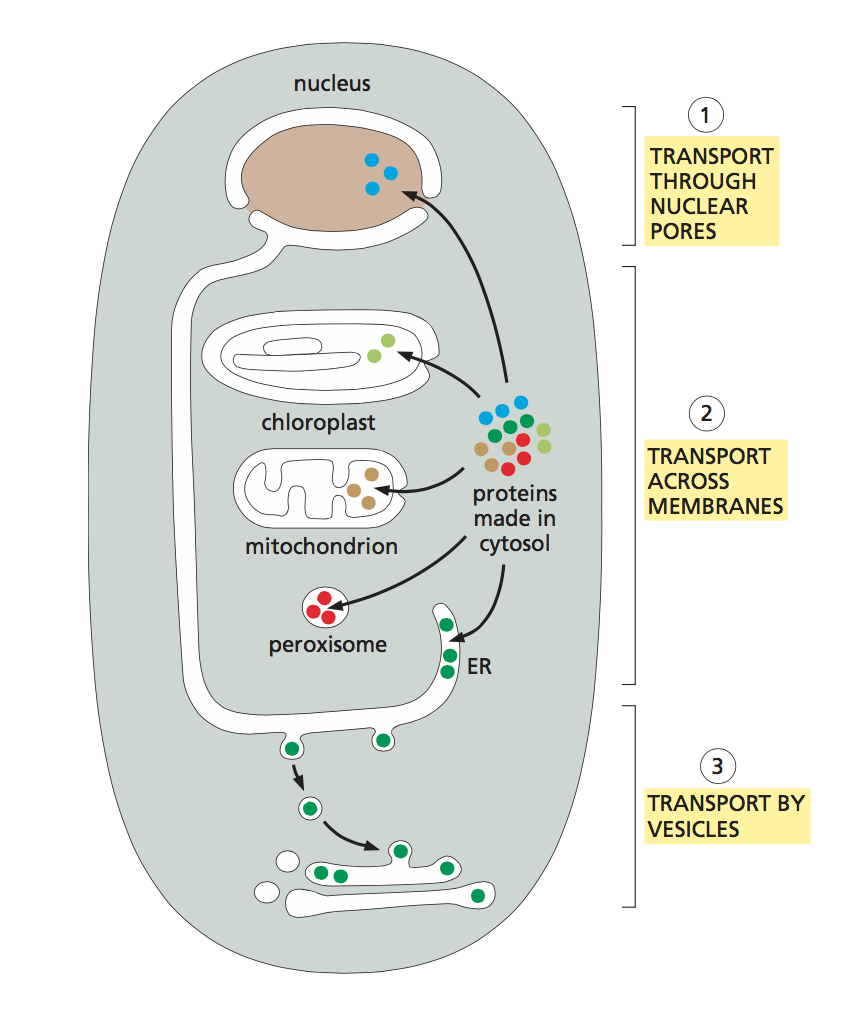 nucleus
1
TRANSPORT
THROUGH
NUCLEAR
PORES
chloroplast
2
TRANSPORT
ACROSS
MEMBRANES
proteins
made in
cytosol
mitochondrion
peroxisome
ER
3
TRANSPORT BY
VESICLES